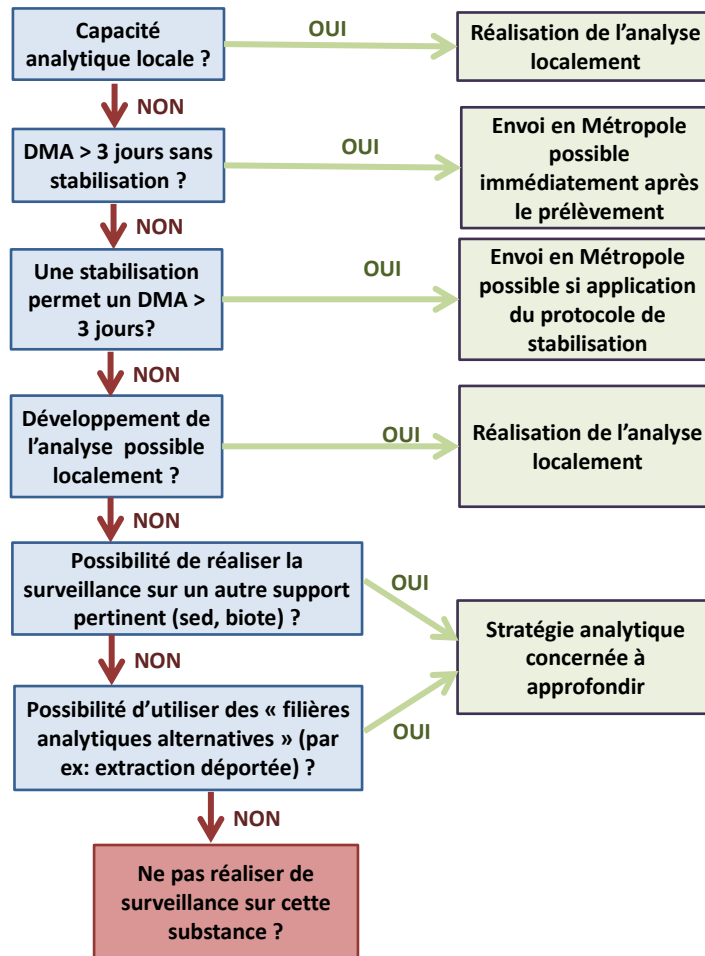 Capacité
analytique locale ?
OUI
Réalisation de l'analyse
localement
NON
DMA > 3 jours sans
stabilisation ?
OUI
Envoi en Métropole
possible
immédiatement après
le prélèvement
NON
Une stabilisation
permet un DMA >
3 jours?
OUI
Envoi en Métropole
possible si application
du protocole de
stabilisation
NON
Développement de
l'analyse possible
localement ?
OUI
Réalisation de l'analyse
localement
NON
Possibilité de réaliser la
surveillance sur un autre support
pertinent (sed, biote) ?
OUI
Stratégie analytique
concernée à
approfondir
NON
Possibilité d'utiliser des « filières
analytiques alternatives » (par
ex: extraction déportée) ?
OUI
NON
Ne pas réaliser de
surveillance sur cette
substance ?